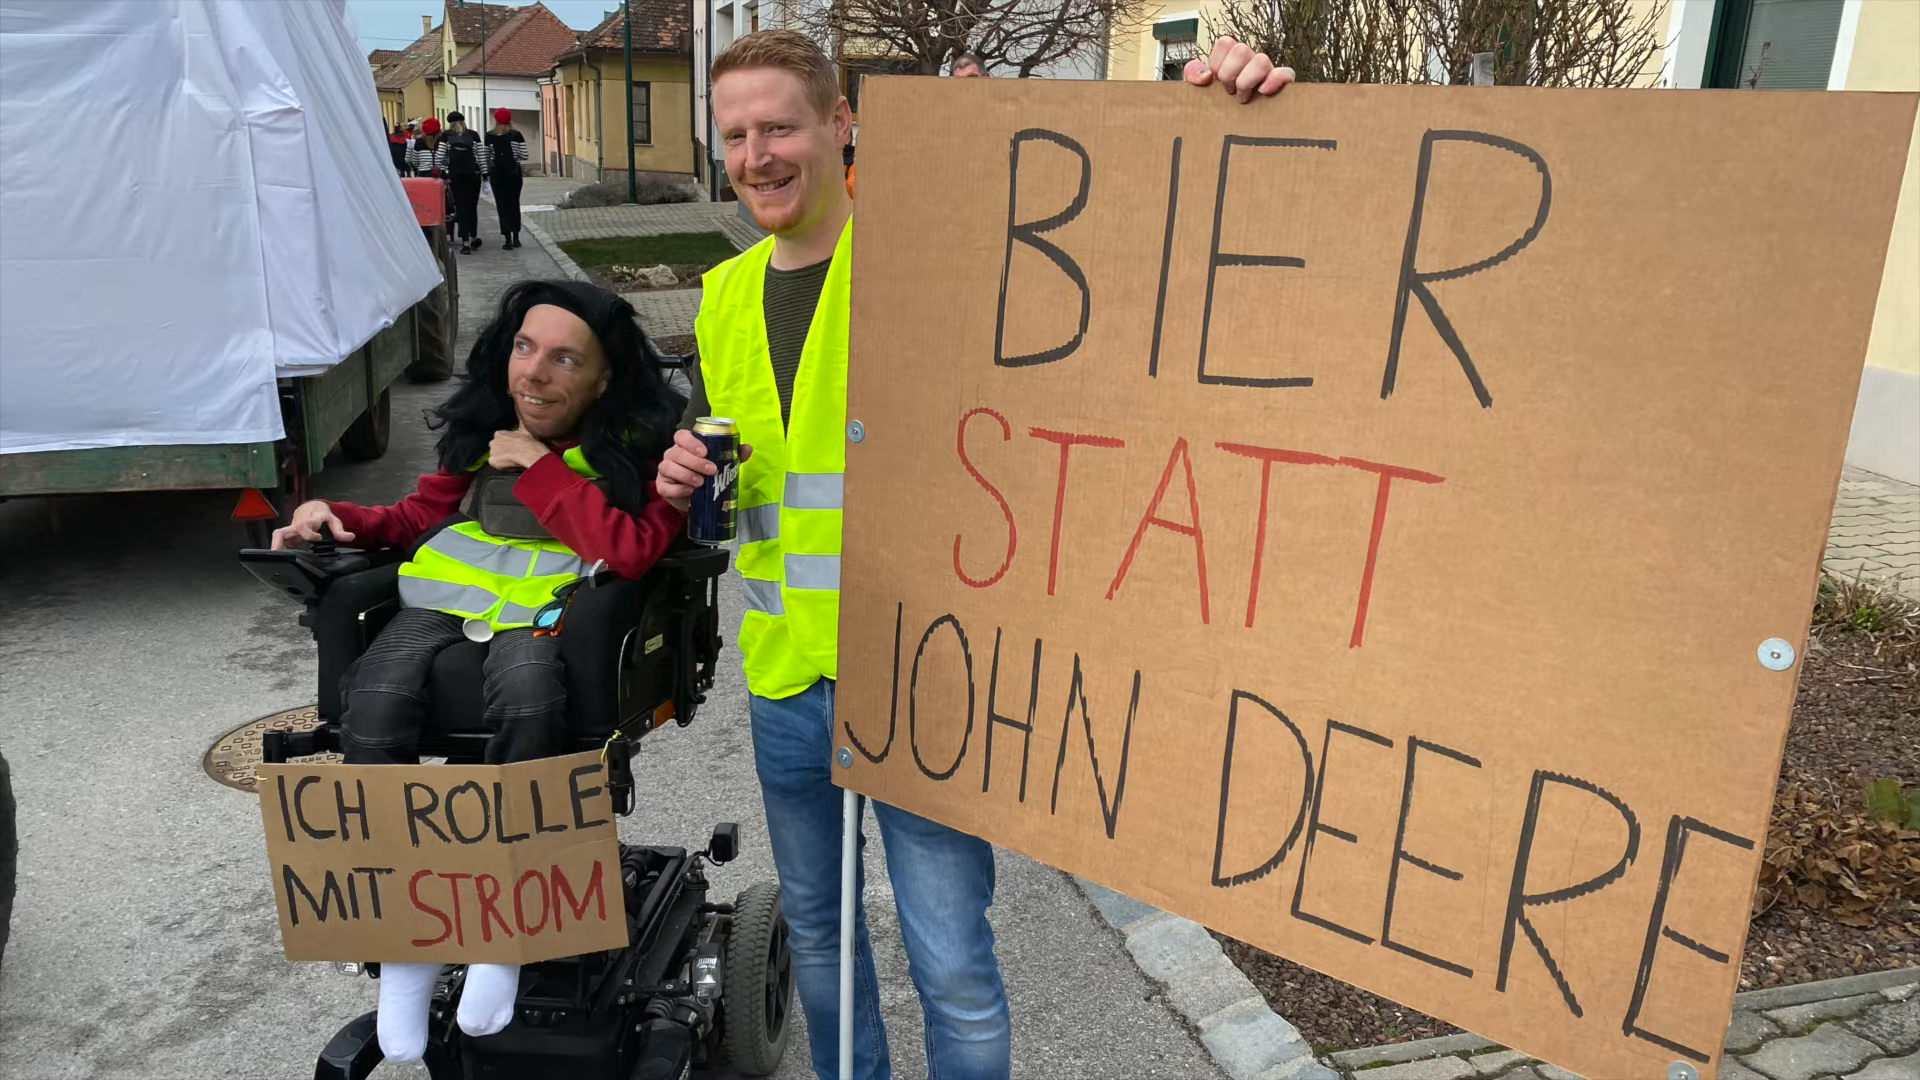 BIER
STATT
JOHN DEERE
ICH ROLLE
MIT STROM